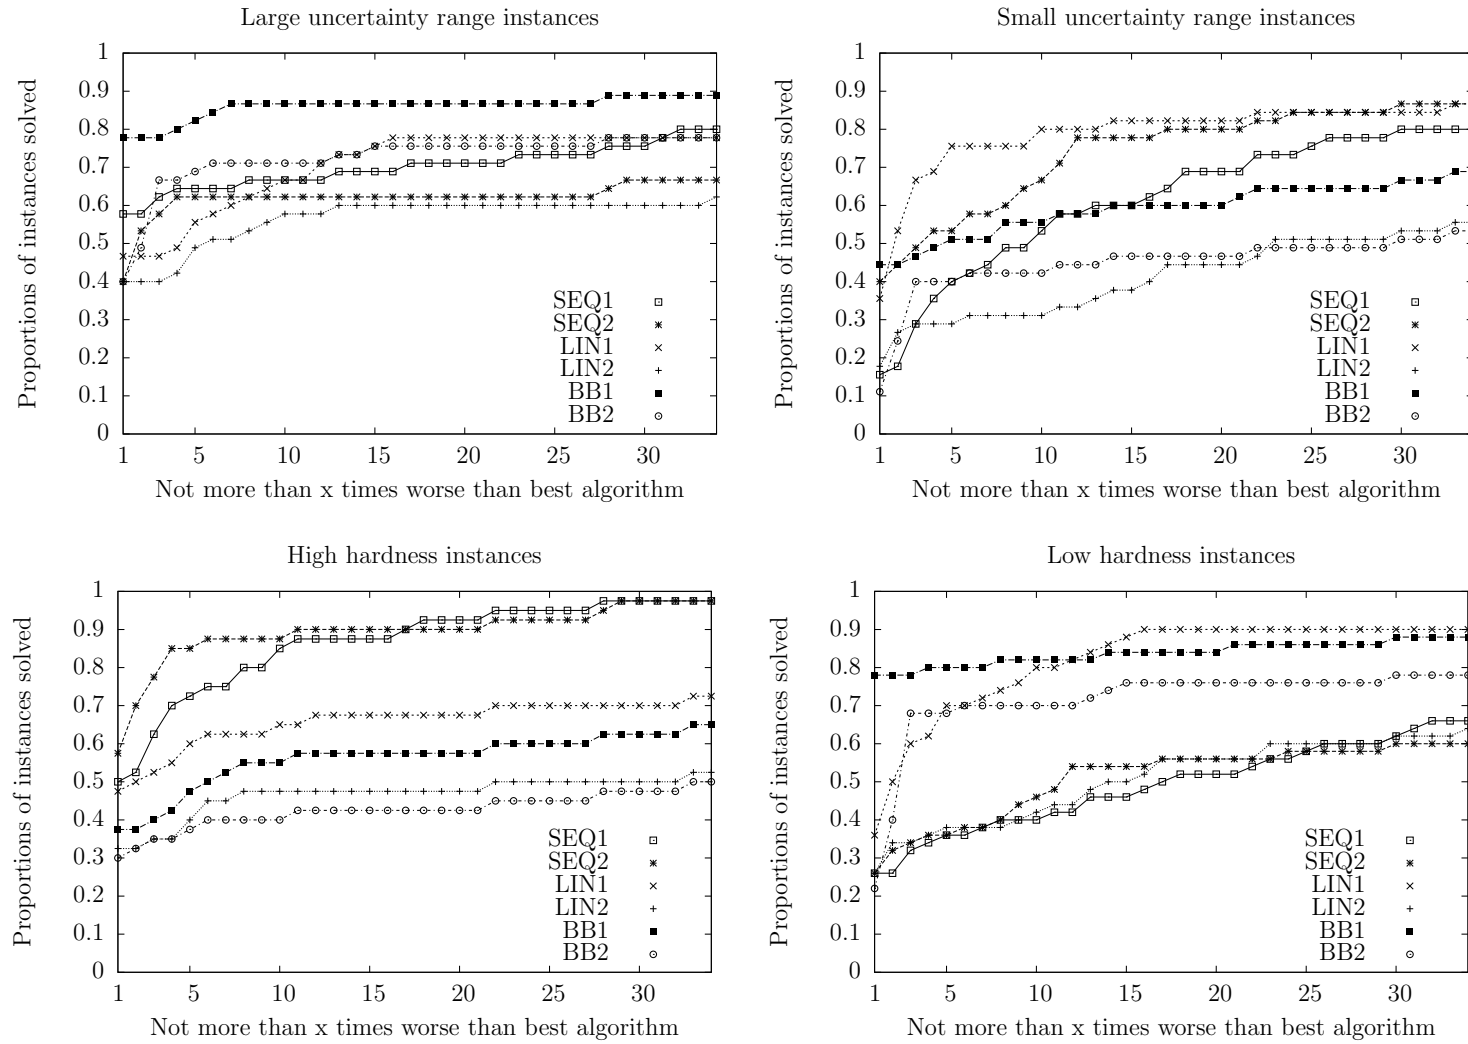 Large uncertainty range instances
Proportions of instances solved
1
0.9
0.8
0.7
0.6
0.5
0.4
0.3
0.2
0.1
0
SEQ1
SEQ2
LIN1
LIN2
BB1
BB2
1 5 10 15 20 25 30
Not more than x times worse than best algorithm
Small uncertainty range instances
Proportions of instances solved
1
0.9
0.8
0.7
0.6
0.5
0.4
0.3
0.2
0.1
0
SEQ1
SEQ2
LIN1
LIN2
BB1
BB2
1 5 10 15 20 25 30
Not more than x times worse than best algorithm
High hardness instances
Proportions of instances solved
1
0.9
0.8
0.7
0.6
0.5
0.4
0.3
0.2
0.1
0
SEQ1
SEQ2
LIN1
LIN2
BB1
BB2
1 5 10 15 20 25 30
Not more than x times worse than best algorithm
Low hardness instances
Proportions of instances solved
1
0.9
0.8
0.7
0.6
0.5
0.4
0.3
0.2
0.1
0
SEQ1
SEQ2
LIN1
LIN2
BB1
BB2
1 5 10 15 20 25 30
Not more than x times worse than best algorithm